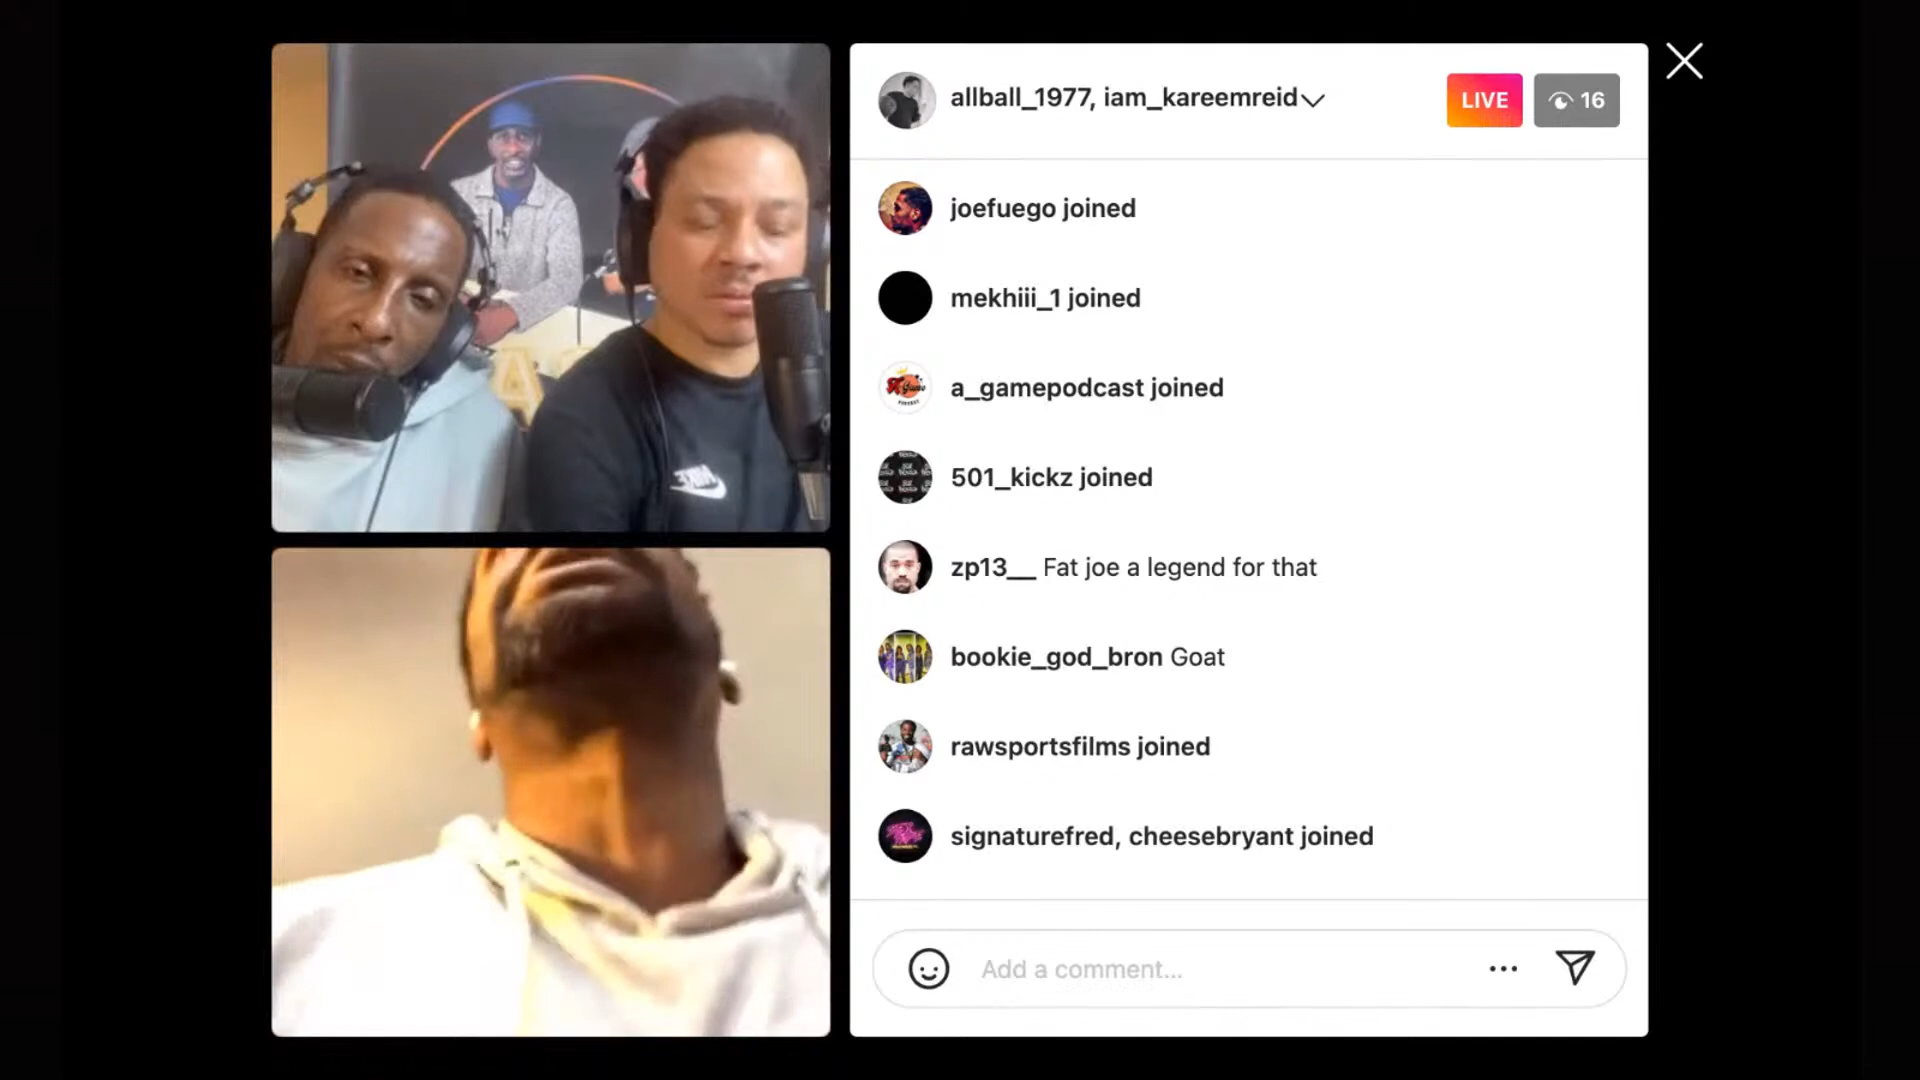 allball_1977, iam_kareemreid
LIVE
16
joefuego joined
mekhiii_1 joined
a_gamepodcast joined
501_kickz joined
zp13__ Fat joe a legend for that
bookie_god_bron Goat
rawsportsfilms joined
signaturefred, cheesebryant joined
Add a comment...
NIKE